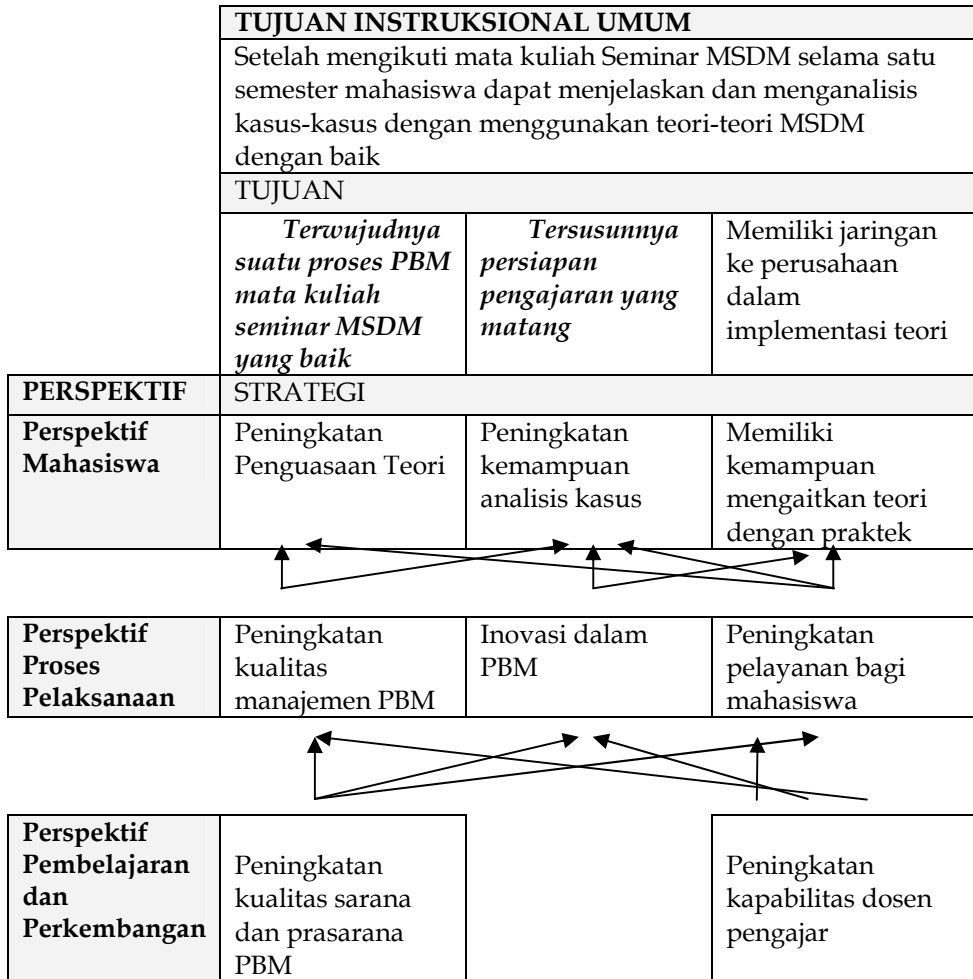 TUJUAN INSTRUKSIONAL UMUM
Setelah mengikuti mata kuliah Seminar MSDM selama satu
semester mahasiswa dapat menjelaskan dan menganalisis
kasus-kasus dengan menggunakan teori-teori MSDM
dengan baik
TUJUAN
Terwujudnya
suatu proses PBM
mata kuliah
seminar MSDM
yang baik
Tersusunnya
persiapan
pengajaran yang
matang
Memiliki jaringan
ke perusahaan
dalam
implementasi teori
PERSPEKTIF
STRATEGI
Perspektif
Mahasiswa
Peningkatan
Penguasaan Teori
Peningkatan
kemampuan
analisis kasus
Memiliki
kemampuan
mengaitkan teori
dengan praktek
Perspektif
Proses
Pelaksanaan
Peningkatan
kualitas
manajemen PBM
Inovasi dalam
PBM
Peningkatan
pelayanan bagi
mahasiswa
Perspektif
Pembelajaran
dan
Perkembangan
Peningkatan
kualitas sarana
dan prasarana
PBM
Peningkatan
kapabilitas dosen
pengajar